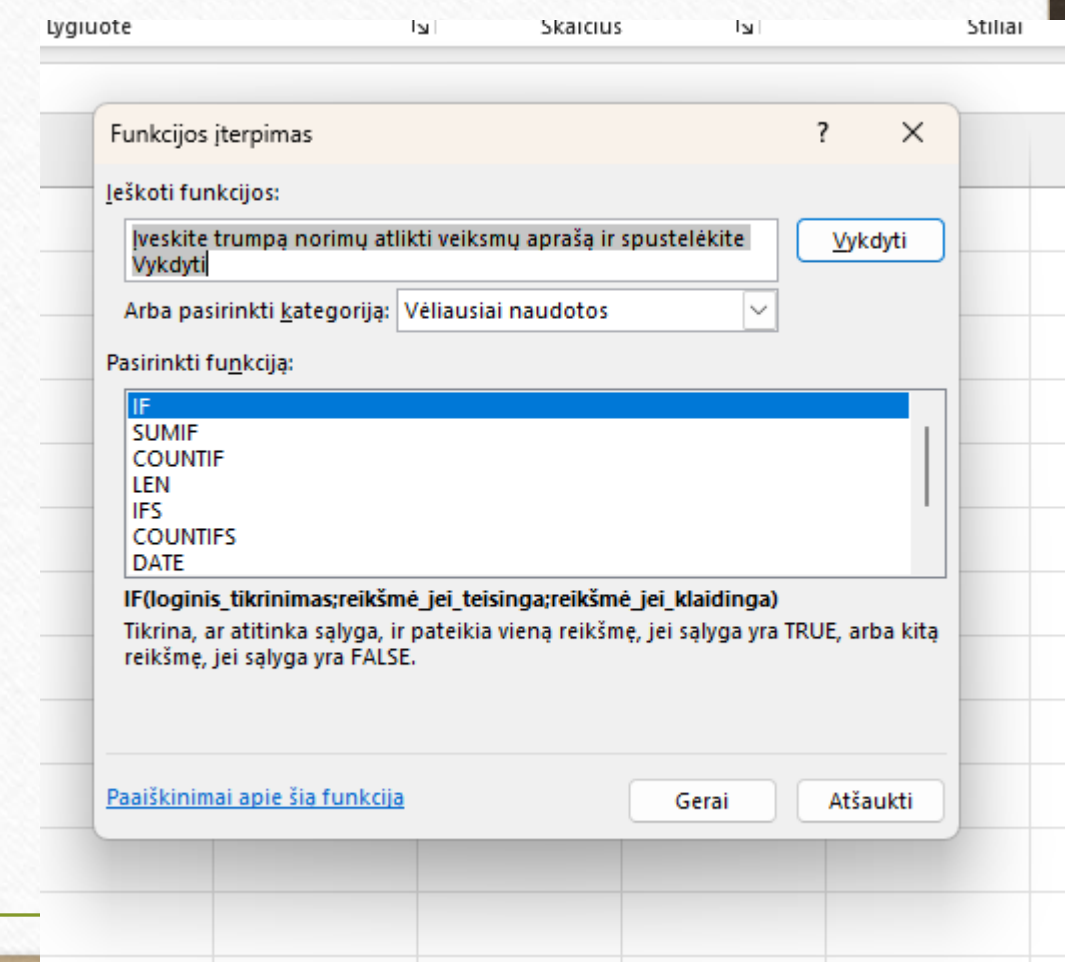 Lygiuote Skaičius Stiliai
Funkcijos įterpimas ? ×
Ieškoti funkcijos:
Įveskite trumpą norimų atlikti veiksmų aprašą ir spustelėkite
Vykdyti
Vykdyti
Arba pasirinkti kategoriją: Vėliausiai naudotos
Pasirinkti funkciją:
IF
SUMIF
COUNTIF
LEN
IFS
COUNTIFS
DATE
IF(loginis_tikrinimas;reikšmė_jei_teisinga;reikšmė_jei_klaidinga)
Tikrina, ar atitinka sąlyga, ir pateikia vieną reikšmę, jei sąlyga yra TRUE, arba kitą
reikšmę, jei sąlyga yra FALSE.
Paaiškinimai apie šią funkciją Gerai Atšaukti